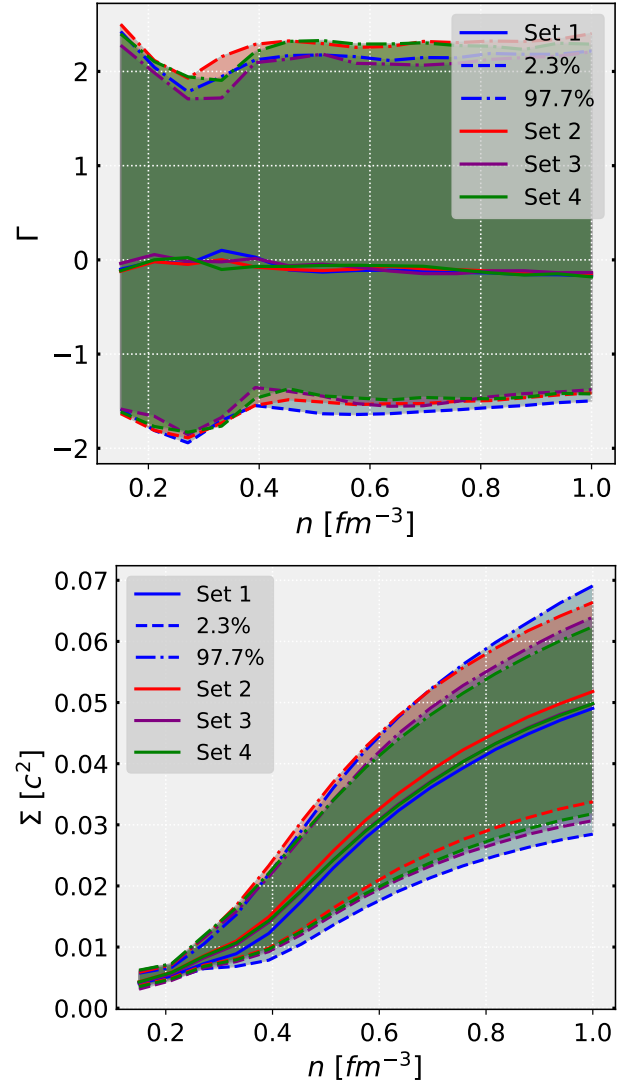 2
1
0
−1
−2
Γ
Set 1
2.3%
97.7%
Set 2
Set 3
Set 4
0.2 0.4 0.6 0.8 1.0
n [fm⁻³]
0.07
0.06
0.05
0.04
0.03
0.02
0.01
0.00
Σ [c²]
Set 1
2.3%
97.7%
Set 2
Set 3
Set 4
0.2 0.4 0.6 0.8 1.0
n [fm⁻³]